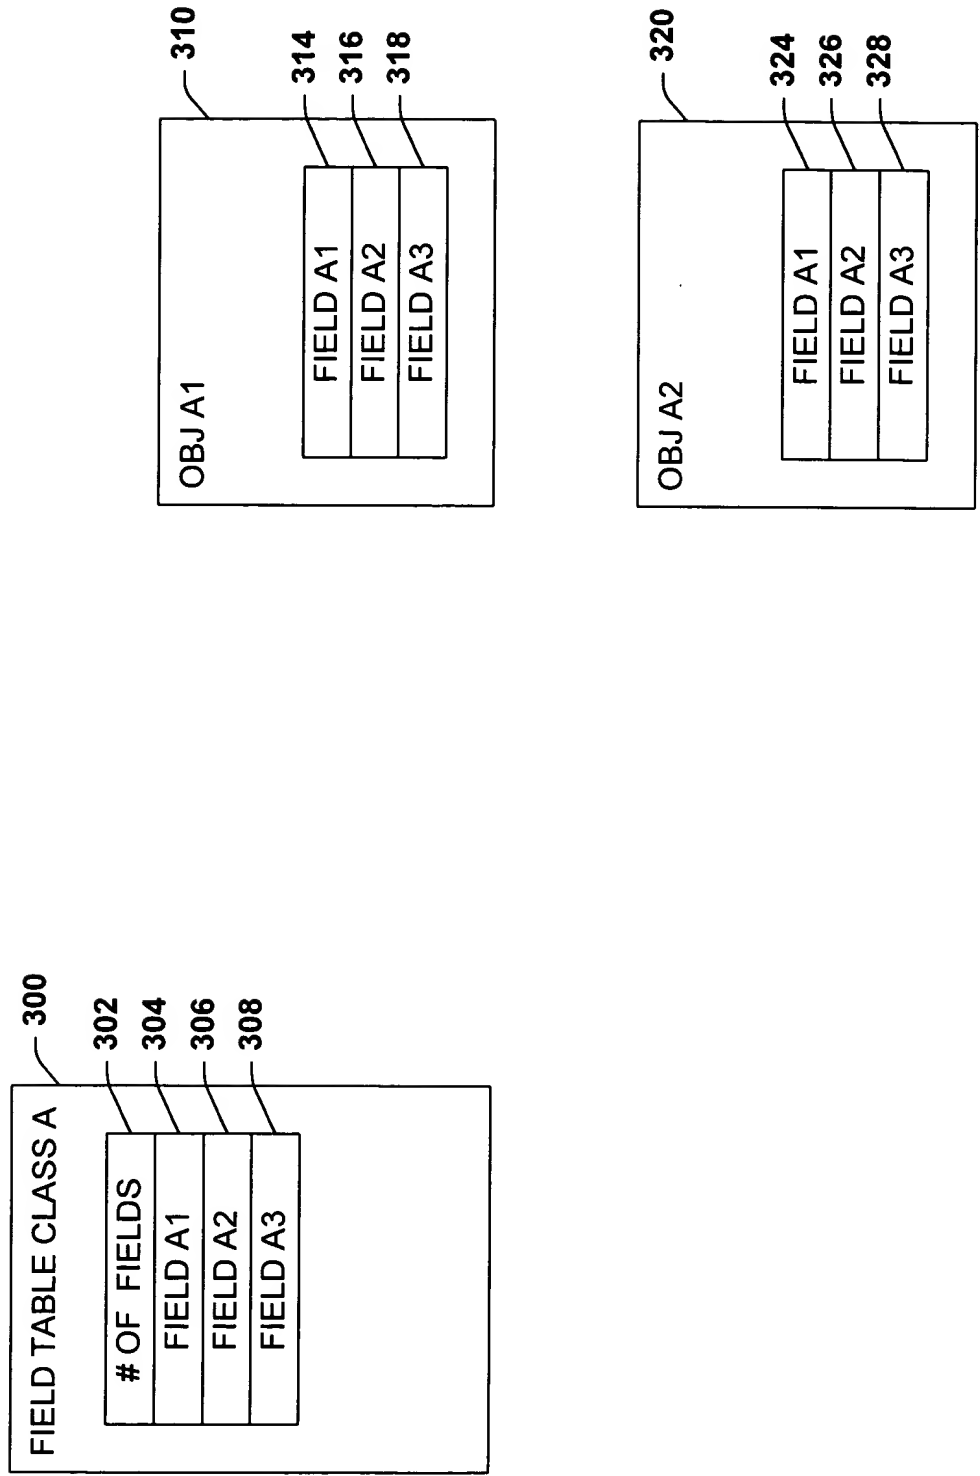 FIELD TABLE CLASS A
300
# OF FIELDS
302
FIELD A1
304
FIELD A2
306
FIELD A3
308
OBJ A1
310
FIELD A1
314
FIELD A2
316
FIELD A3
318
OBJ A2
320
FIELD A1
324
FIELD A2
326
FIELD A3
328